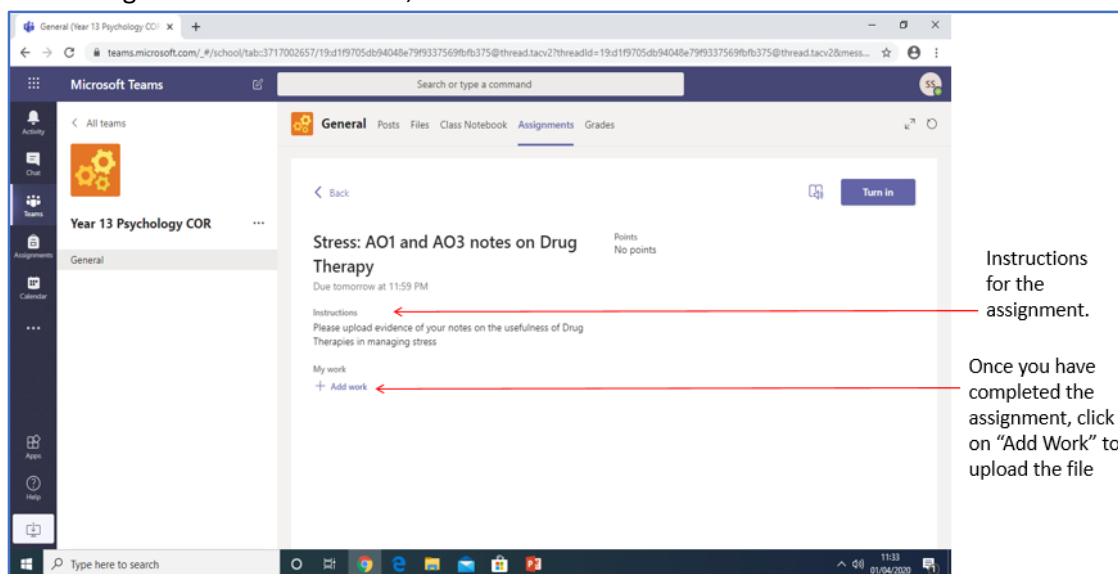 General (Year 13 Psychology COR
teams.microsoft.com/_#/school/tab::3717002657/19:d1f9705db94048e79f9337569fbfb375@thread.tacv2?threadId=19:d1f9705db94048e79f9337569fbfb375@thread.tacv2&mess...
Microsoft Teams
Search or type a command
SS
Activity
Chat
Teams
Assignments
Calendar
Apps
Help
All teams
Year 13 Psychology COR
General
General Posts Files Class Notebook Assignments Grades
Back
Turn in
Stress: AO1 and AO3 notes on Drug
Therapy
Due tomorrow at 11:59 PM
Points
No points
Instructions
Please upload evidence of your notes on the usefulness of Drug
Therapies in managing stress
My work
+ Add work
Instructions
for the
assignment.
Once you have
completed the
assignment, click
on “Add Work” to
upload the file
Type here to search
11:33
01/04/2020